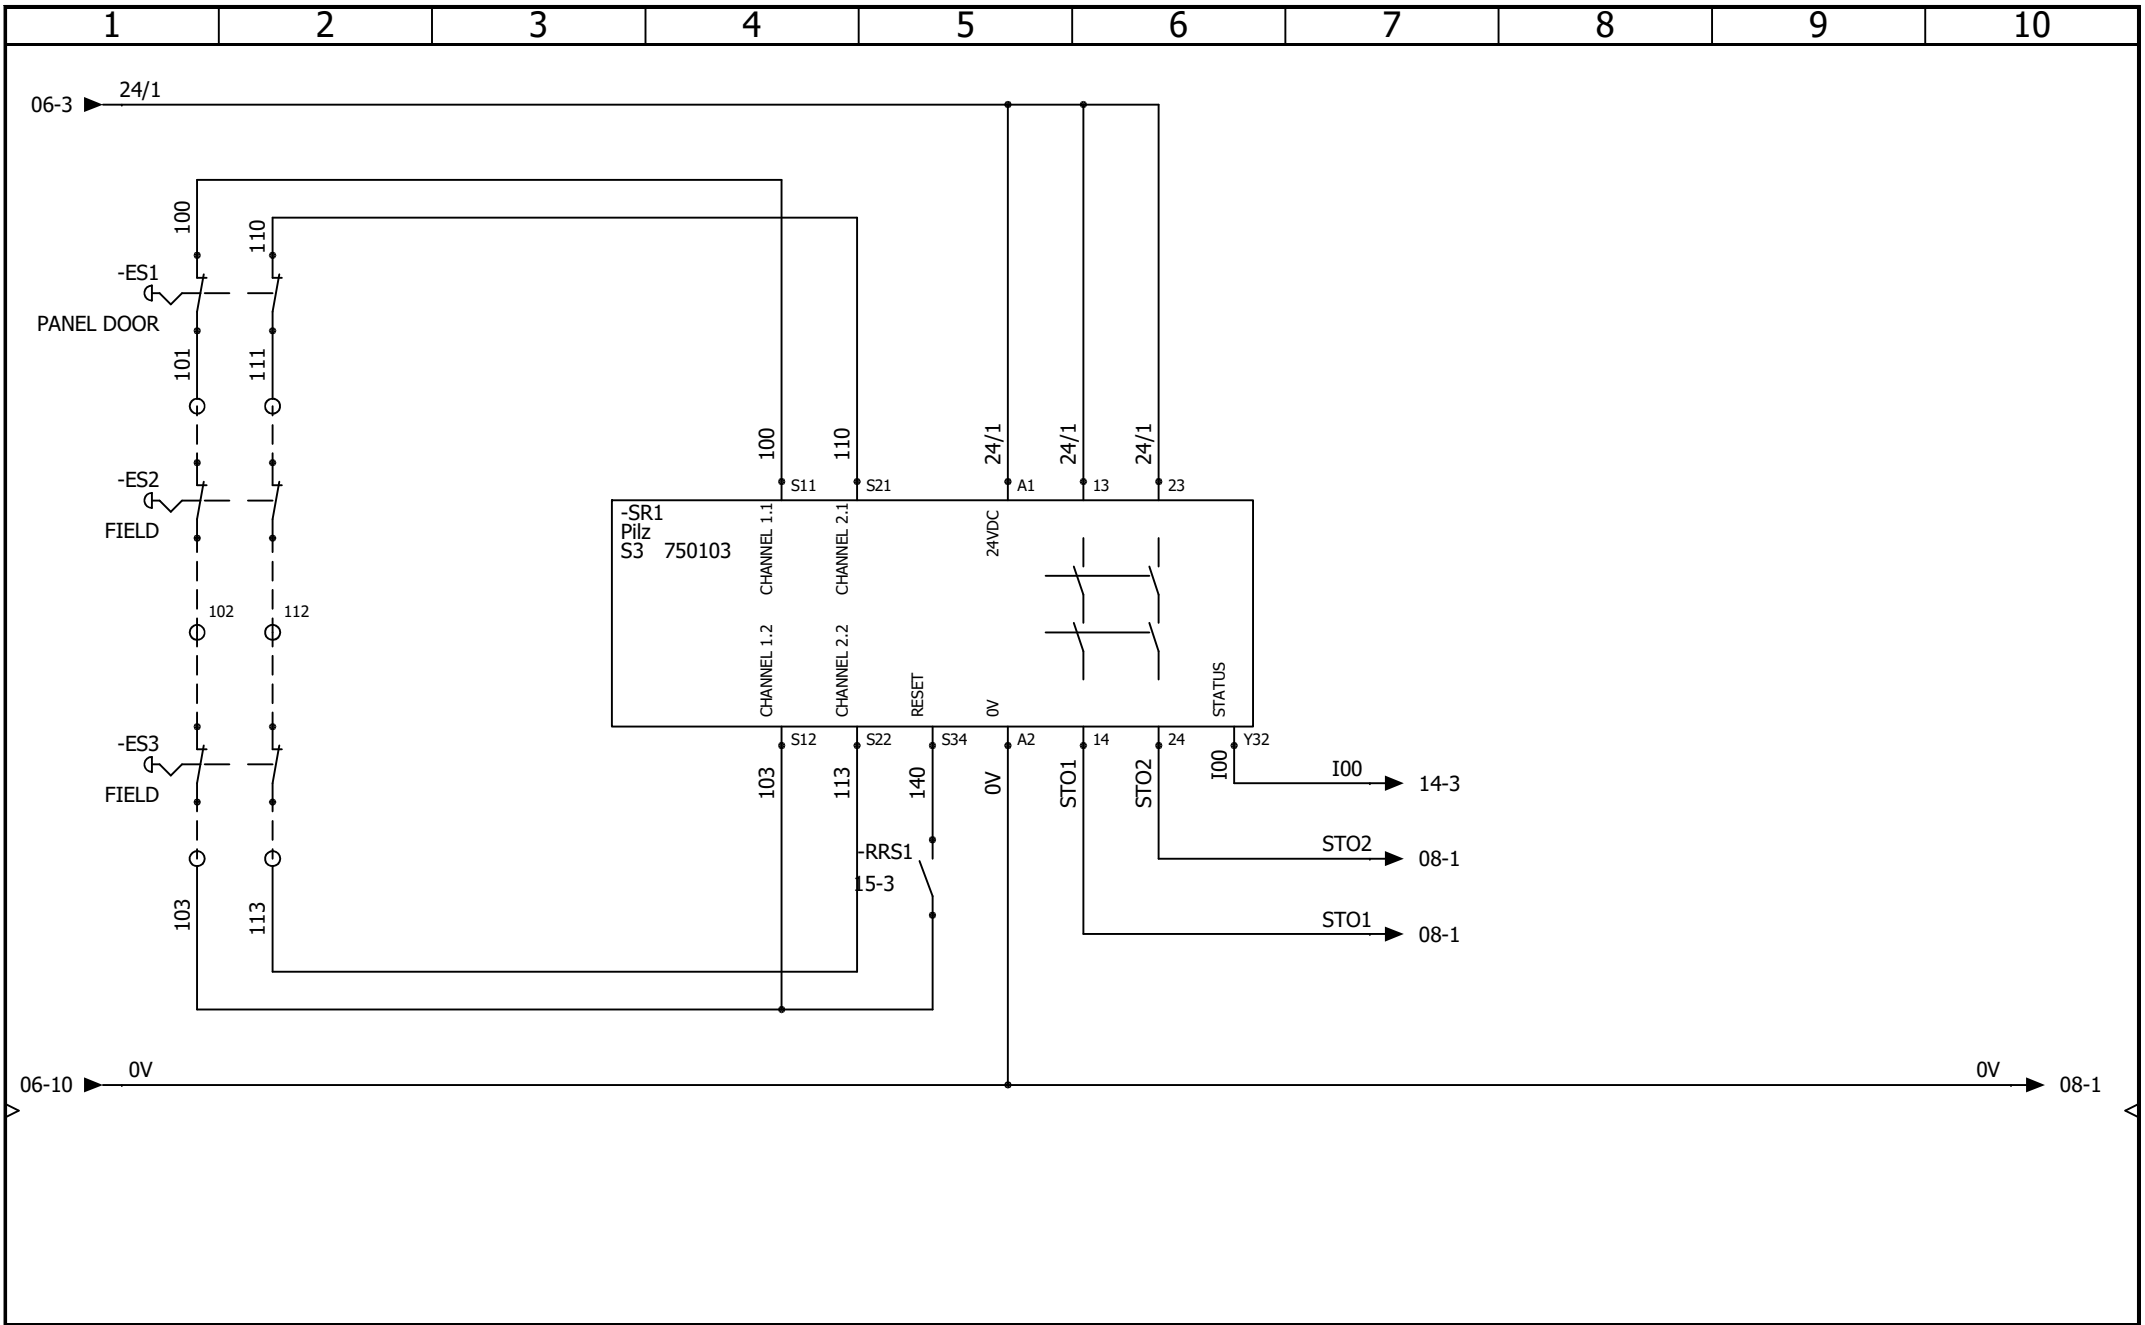 1 2 3 4 5 6 7 8 9 10
24/1
06-3
100
110
-ES1
PANEL DOOR
101
111
-ES2
FIELD
102
112
-ES3
FIELD
103
113
100
110
24/1
24/1
24/1
S11
S21
A1
13
23
-SR1
Pilz
S3 750103
CHANNEL 1.1
CHANNEL 2.1
24VDC
CHANNEL 1.2
CHANNEL 2.2
RESET
0V
STATUS
S12
S22
S34
A2
14
24
Y32
103
113
140
0V
STO1
STO2
I00
I00
14-3
-RRS1
15-3
STO2
08-1
STO1
08-1
0V
06-10
0V
08-1